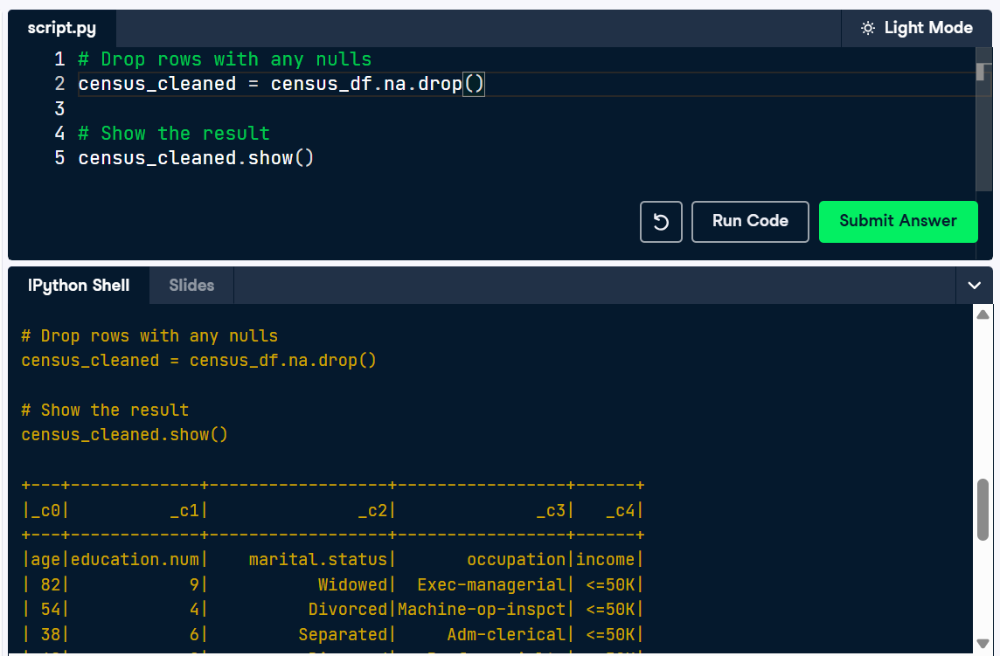 script.py
Light Mode
1 # Drop rows with any nulls
2 census_cleaned = census_df.na.drop()
3
4 # Show the result
5 census_cleaned.show()
Run Code
Submit Answer
IPython Shell
Slides
# Drop rows with any nulls
census_cleaned = census_df.na.drop()
# Show the result
census_cleaned.show()
+---+-------------+------------------+-----------------+------+
|_c0|          _c1|               _c2|              _c3|   _c4|
+---+-------------+------------------+-----------------+------+
|age|education.num|    marital.status|       occupation|income|
| 82|            9|           Widowed|  Exec-managerial| <=50K|
| 54|            4|          Divorced|Machine-op-inspct| <=50K|
| 38|            6|         Separated|     Adm-clerical| <=50K|